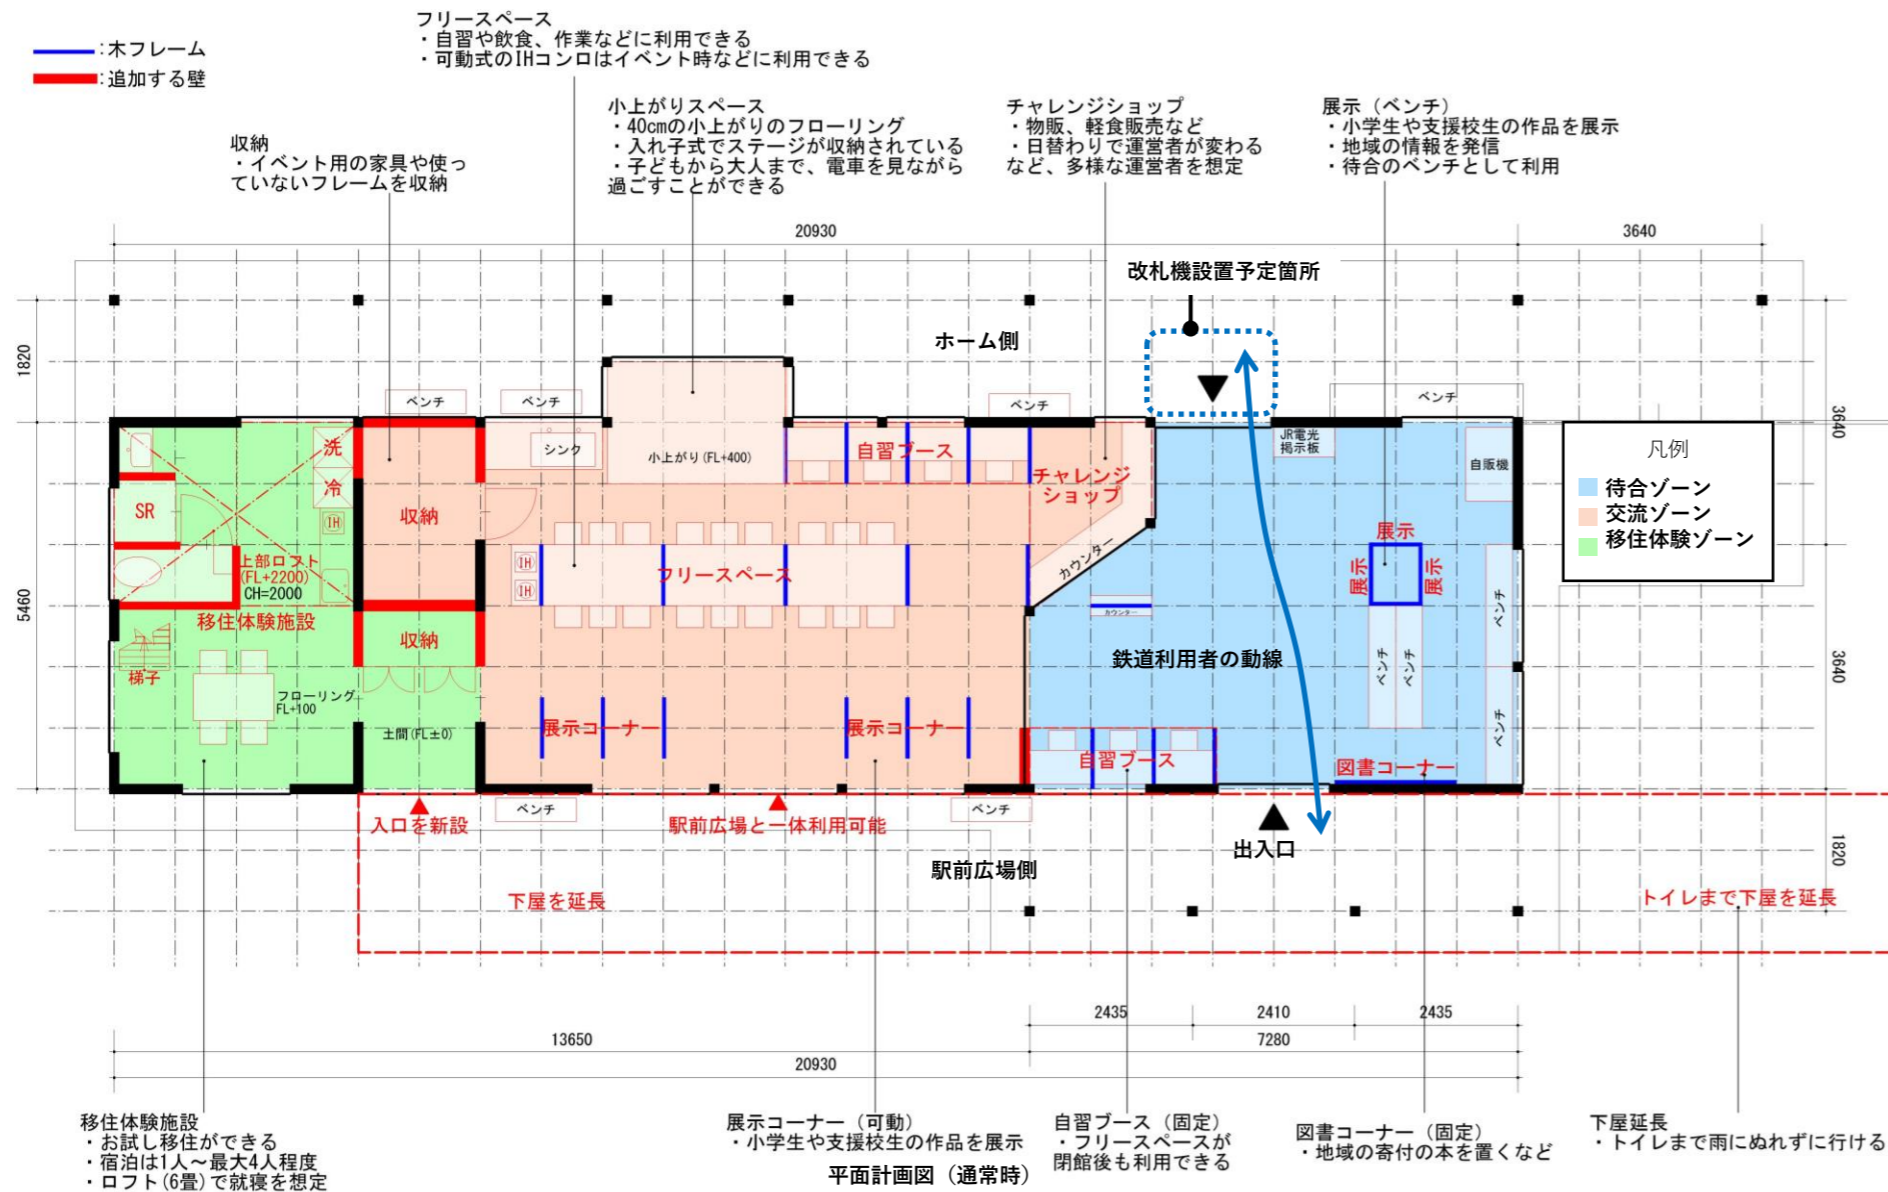 :木フレーム
:追加する壁
フリースペース
・自習や飲食、作業などに利用できる
・可動式のIHコンロはイベント時などに利用できる
収納
・イベント用の家具や使っ
ていないフレームを収納
小上がりスペース
・40cmの小上がりのフローリング
・入れ子式でステージが収納されている
・子どもから大人まで、電車を見ながら
過ごすことができる
チャレンジショップ
・物販、軽食販売など
・日替わりで運営者が変わる
など、多様な運営者を想定
展示（ベンチ）
・小学生や支援校生の作品を展示
・地域の情報を発信
・待合のベンチとして利用
20930
3640
改札機設置予定箇所
ホーム側
1820
5460
3640
3640
1820
ベンチ
ベンチ
ベンチ
ベンチ
凡例
待合ゾーン
交流ゾーン
移住体験ゾーン
洗
冷
IH
SR
上部ロフト
(FL+2200)
CH=2000
移住体験施設
梯子
フローリング
FL+100
収納
収納
土間(FL±0)
シンク
小上がり(FL+400)
自習ブース
チャレンジ
ショップ
カウンター
JR電光
掲示板
自販機
IH
IH
フリースペース
展示
展示
展示
カウンター
鉄道利用者の動線
ベンチ
ベンチ
ベンチ
ベンチ
展示コーナー
展示コーナー
自習ブース
図書コーナー
入口を新設
ベンチ
駅前広場と一体利用可能
ベンチ
出入口
駅前広場側
下屋を延長
トイレまで下屋を延長
2435
2410
2435
13650
7280
20930
移住体験施設
・お試し移住ができる
・宿泊は1人～最大4人程度
・ロフト(6畳)で就寝を想定
展示コーナー（可動）
・小学生や支援校生の作品を展示
自習ブース（固定）
・フリースペースが
閉館後も利用できる
図書コーナー（固定）
・地域の寄付の本を置くなど
下屋延長
・トイレまで雨にぬれずに行ける
平面計画図（通常時）